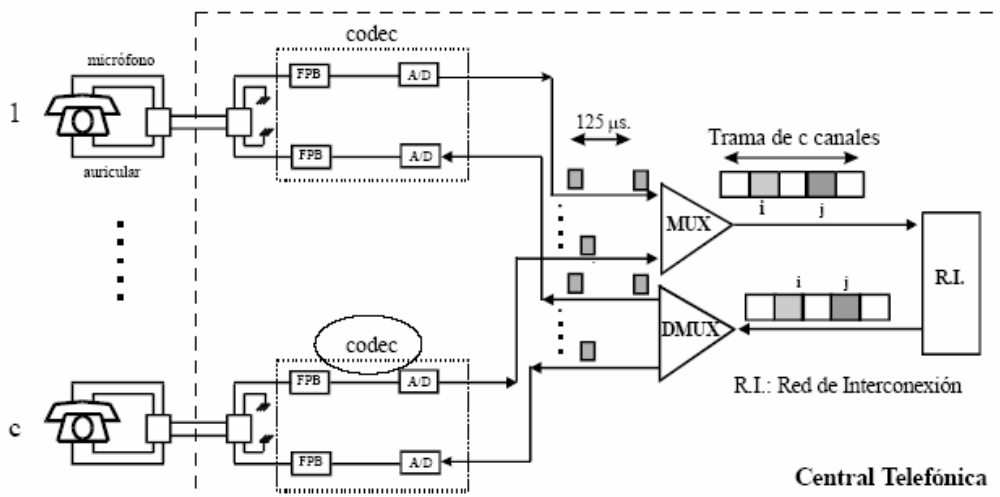 codec
micrófono
FPB
A/D
1
125 µs.
Trama de c canales
FPB
A/D
auricular
i
j
MUX
R.I.
i
j
DMUX
codec
FPB
A/D
R.I.: Red de Interconexión
c
FPB
A/D
Central Telefónica